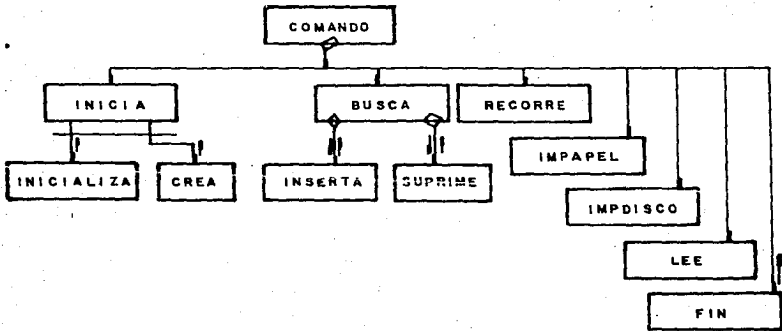 COMANDO
INICIA
BUSCA
RECORRE
IMPAPEL
INICIALIZA
CREA
INSERTA
SUPRIME
IMPDISCO
LEE
FIN